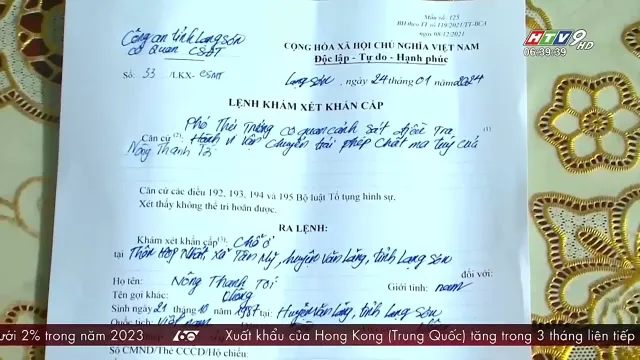 Mẫu số: 125
BH theo TT số 119/2021/TT-BCA
ngày 08/12/2021
HTV9 HD
06:39:39
Công an tỉnh Lạng Sơn
Cơ quan CSĐT
Số: 33 /LKX- CSMT
CỘNG HÒA XÃ HỘI CHỦ NGHĨA VIỆT NAM
Độc lập - Tự do - Hạnh phúc
Lạng Sơn, ngày 24 tháng 01 năm 2024
LỆNH KHÁM XÉT KHẨN CẤP
Phó Thủ Trưởng cơ quan cảnh sát điều tra (1)
Căn cứ (2): Hành vi vận chuyển trái phép chất ma túy của
Nông Thanh Tơi
Căn cứ các điều 192, 193, 194 và 195 Bộ luật Tố tụng hình sự.
Xét thấy không thể trì hoãn được.
RA LỆNH:
Khám xét khẩn cấp(3): Chỗ ở
tại Thôn Hợp Nhất, xã Tân Mỹ, huyện Văn Lãng, tỉnh Lạng Sơn
đối với:
Họ tên: Nông Thanh Tơi Giới tính: nam
Tên gọi khác: không
Sinh ngày 21 tháng 10 năm 1987 tại: Huyện Văn Lãng, tỉnh Lạng Sơn
Quốc tịch: Việt nam
ười 2% trong năm 2023
Xuất khẩu của Hong Kong (Trung Quốc) tăng trong 3 tháng liên tiếp
Số CMND/Thẻ CCCD/Hộ chiếu: